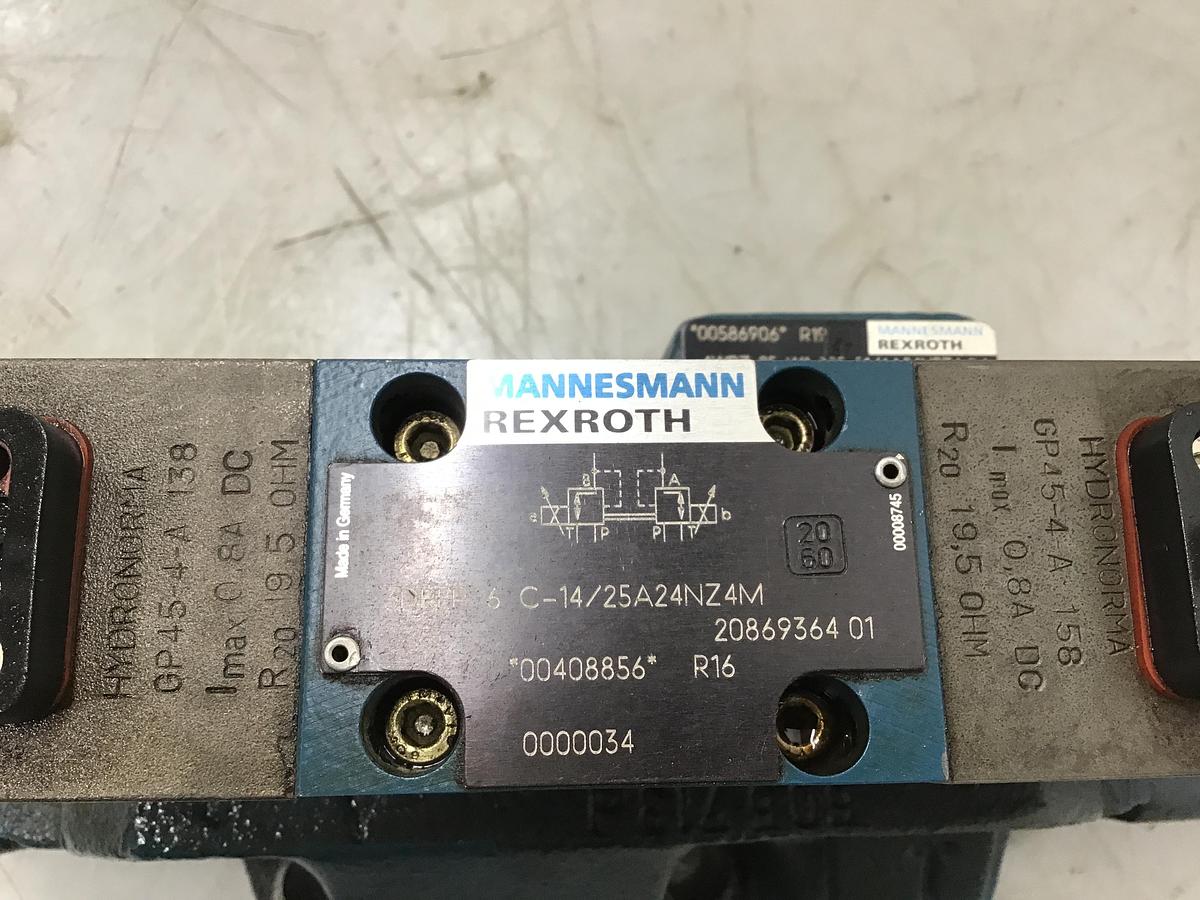 *00586906* R19
MANNESMANN
REXROTH
MANNESMANN
REXROTH
Made in Germany
a
A
a
b
T P
P T
20
60
00008745
6 C-14/25A24NZ4M
20869364 01
*00408856* R16
0000034
HYDRONORMA
GP45-4-A 138
Imax 0,8A DC
R20 19,5 OHM
HYDRONORMA
GP45-4-A 158
Imax 0,8A DC
R20 19,5 OHM